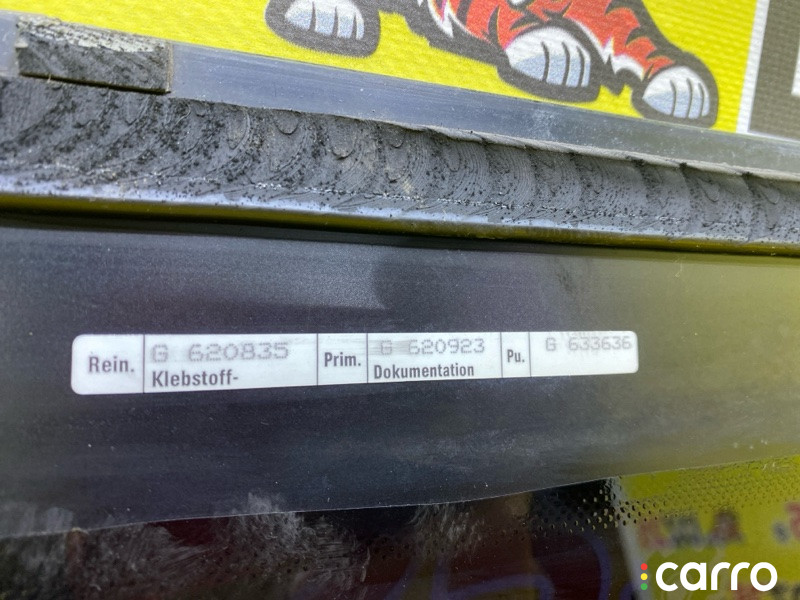 Rein. G 620835 Prim. G 620923 Pu. G 633636
Klebstoff- Dokumentation
carro